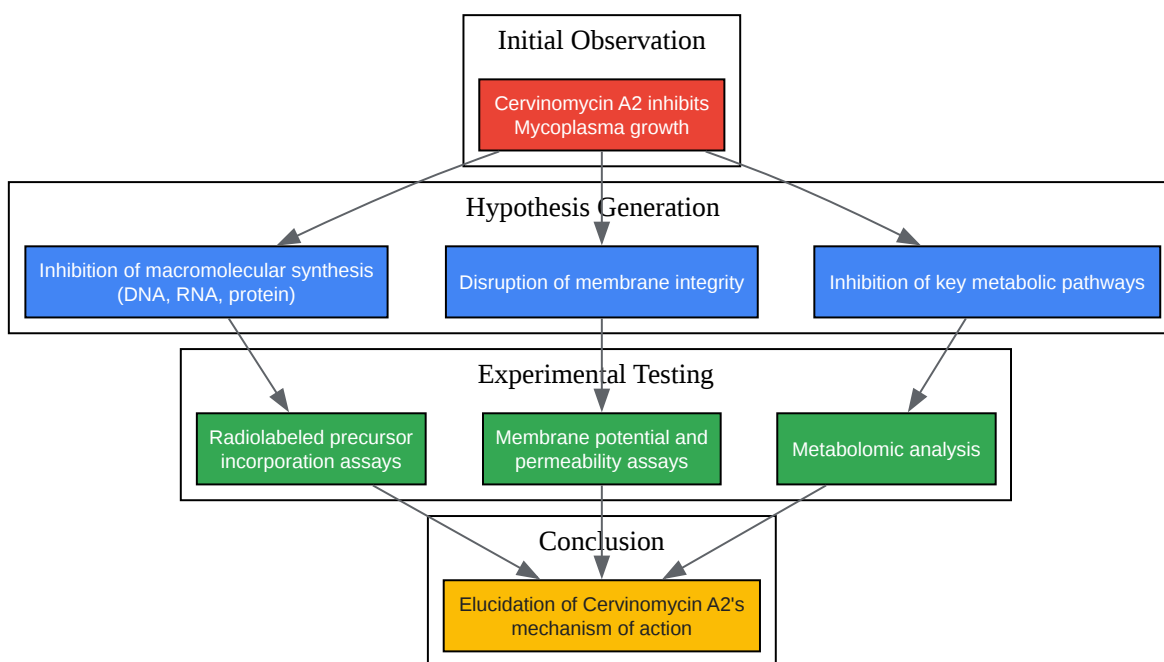 Initial Observation
Cervinomycin A2 inhibits
Mycoplasma growth
Hypothesis Generation
Inhibition of macromolecular synthesis
(DNA, RNA, protein)
Disruption of membrane integrity
Inhibition of key metabolic pathways
Experimental Testing
Radiolabeled precursor
incorporation assays
Membrane potential and
permeability assays
Metabolomic analysis
Conclusion
Elucidation of Cervinomycin A2's
mechanism of action